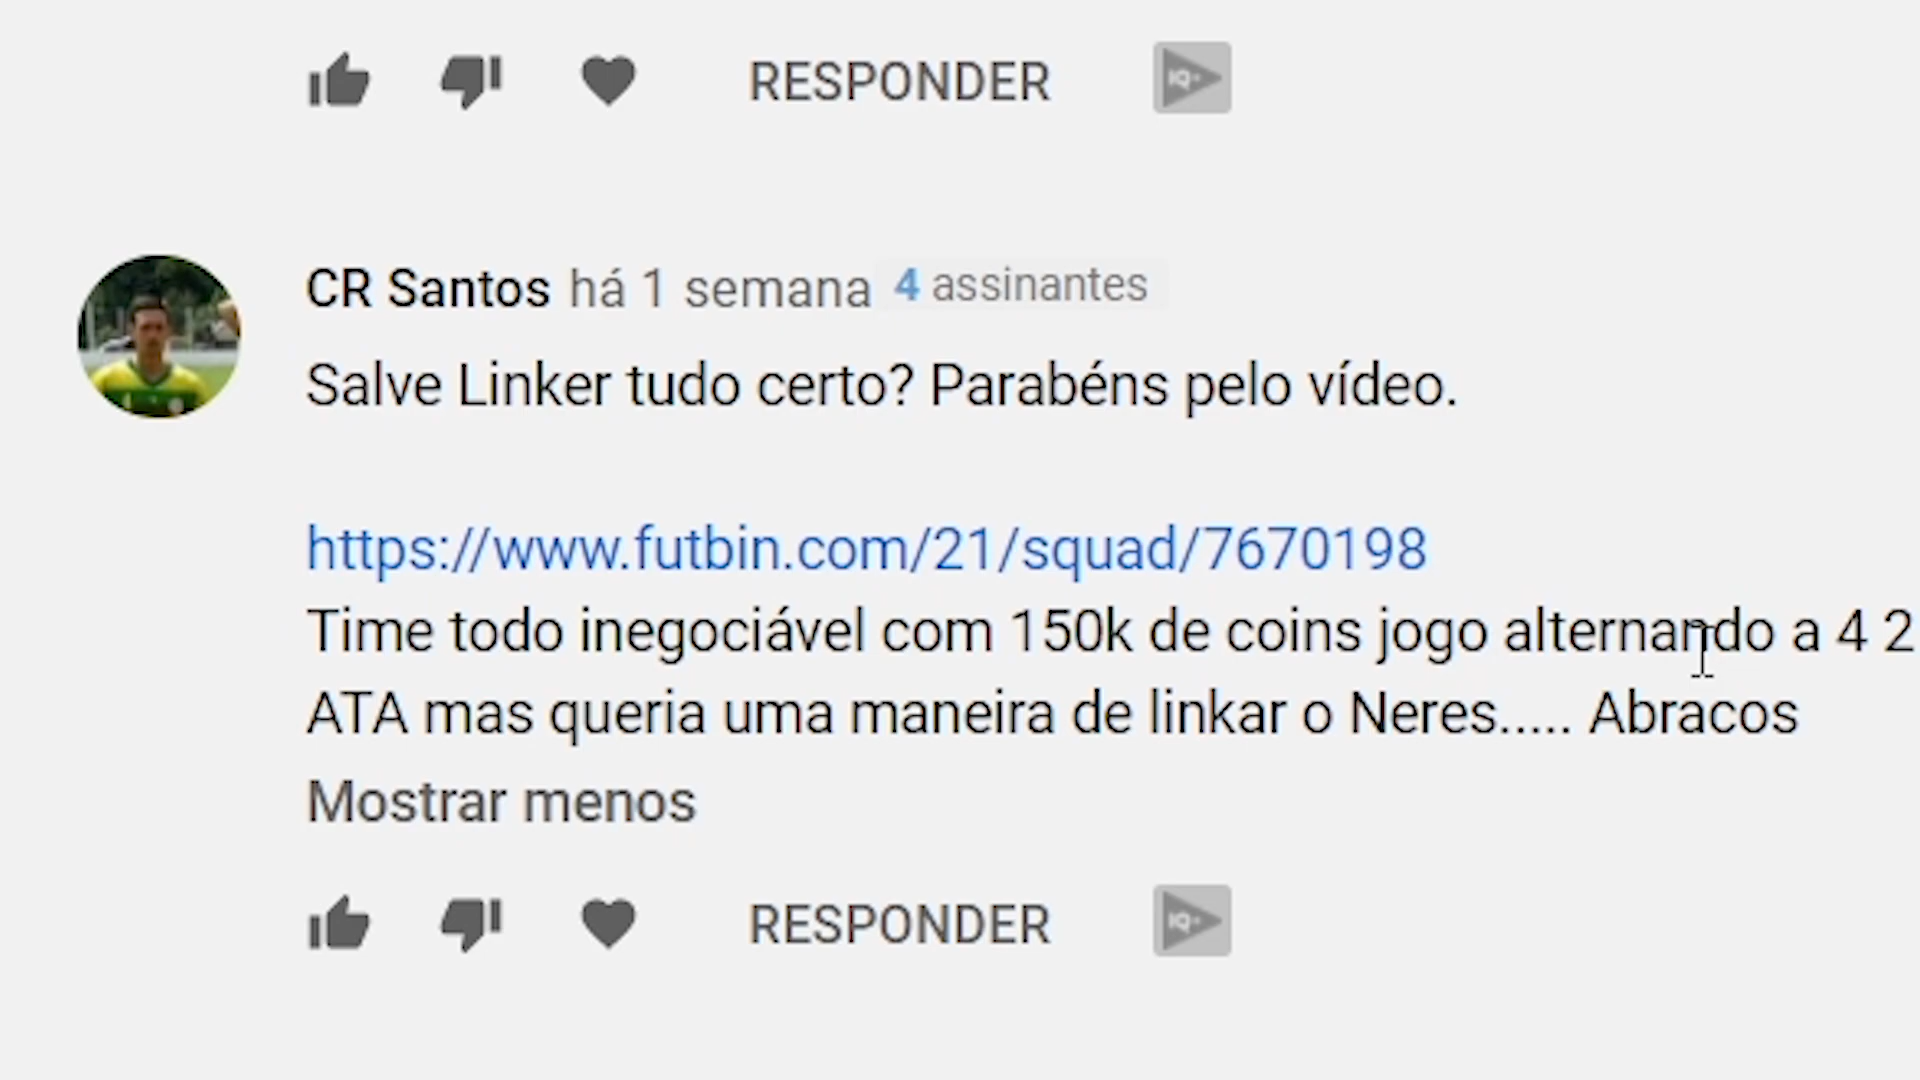 RESPONDER
CR Santos há 1 semana 4 assinantes
Salve Linker tudo certo? Parabéns pelo vídeo.
https://www.futbin.com/21/squad/7670198
Time todo inegociável com 150k de coins jogo alternando a 4 2
ATA mas queria uma maneira de linkar o Neres..... Abracos
Mostrar menos
RESPONDER